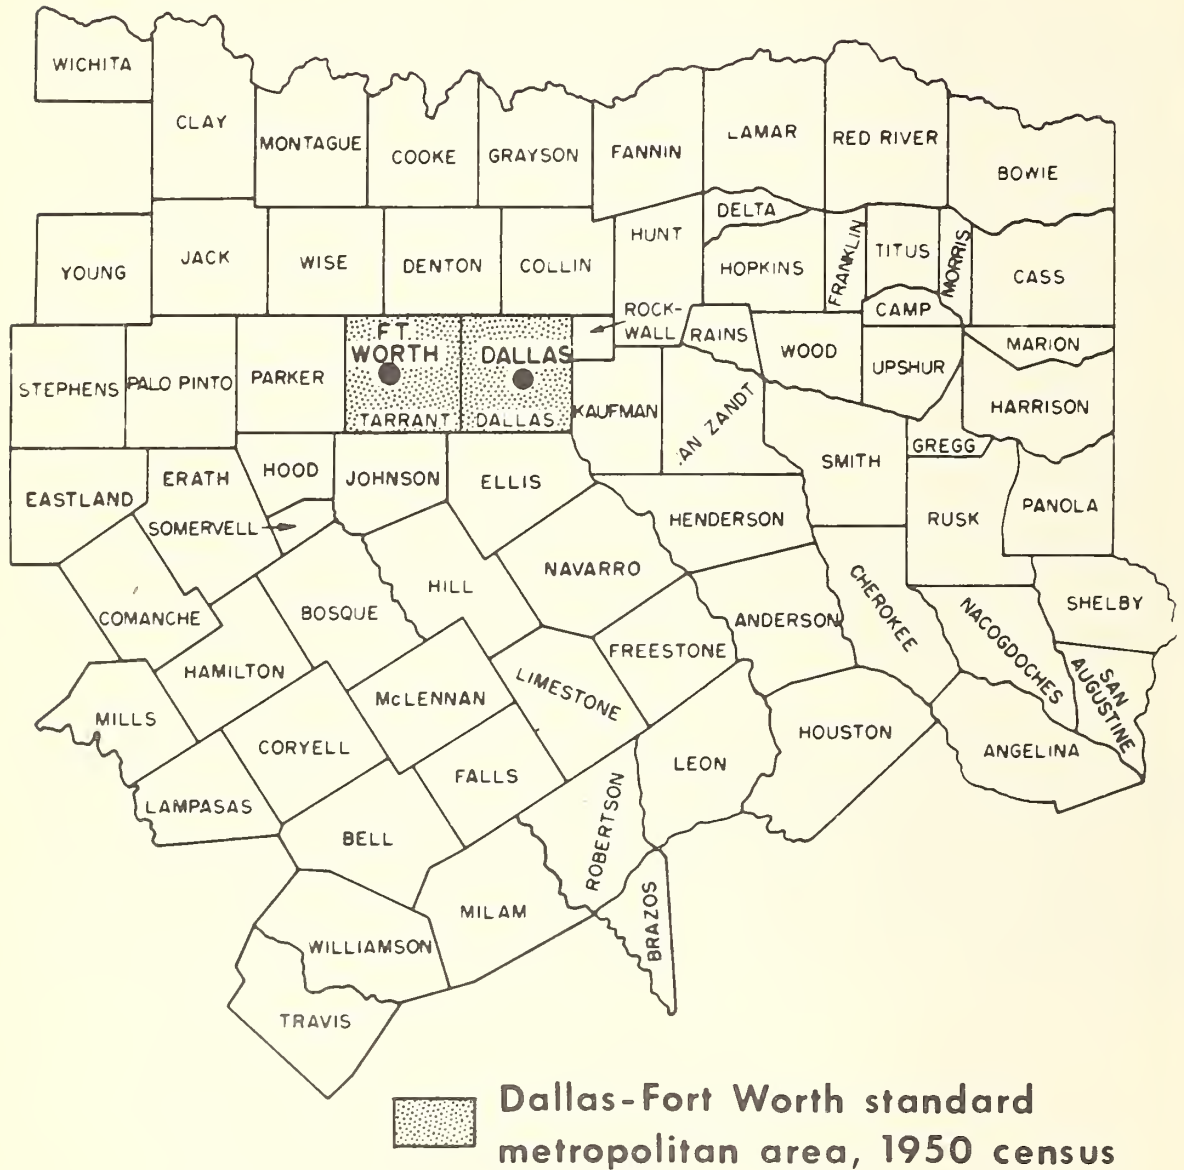 WICHITA
CLAY
MONTAGUE
COOKE
GRAYSON
FANNIN
LAMAR
RED RIVER
BOWIE
YOUNG
JACK
WISE
DENTON
COLLIN
HUNT
DELTA
HOPKINS
FRANKLIN
TITUS
MORRIS
CASS
CAMP
ROCK-
WALL
RAINS
WOOD
UPSHUR
MARION
HARRISON
STEPHENS
PALO PINTO
PARKER
FT
WORTH
TARRANT
DALLAS
DALLAS
KAUFMAN
AN ZANDT
SMITH
GREGG
EASTLAND
ERATH
HOOD
SOMERVELL
JOHNSON
ELLIS
HENDERSON
RUSK
PANOLA
COMANCHE
BOSQUE
HILL
NAVARRO
ANDERSON
CHEROKEE
NACOGDOCHES
SHELBY
SAN
AUGUSTINE
HAMILTON
McLENNAN
LIMESTONE
FREESTONE
MILLS
CORYELL
FALLS
LEON
HOUSTON
ANGELINA
LAMPASAS
BELL
ROBERTSON
MILAM
BRAZOS
WILLIAMSON
TRAVIS
Dallas-Fort Worth standard
metropolitan area, 1950 census